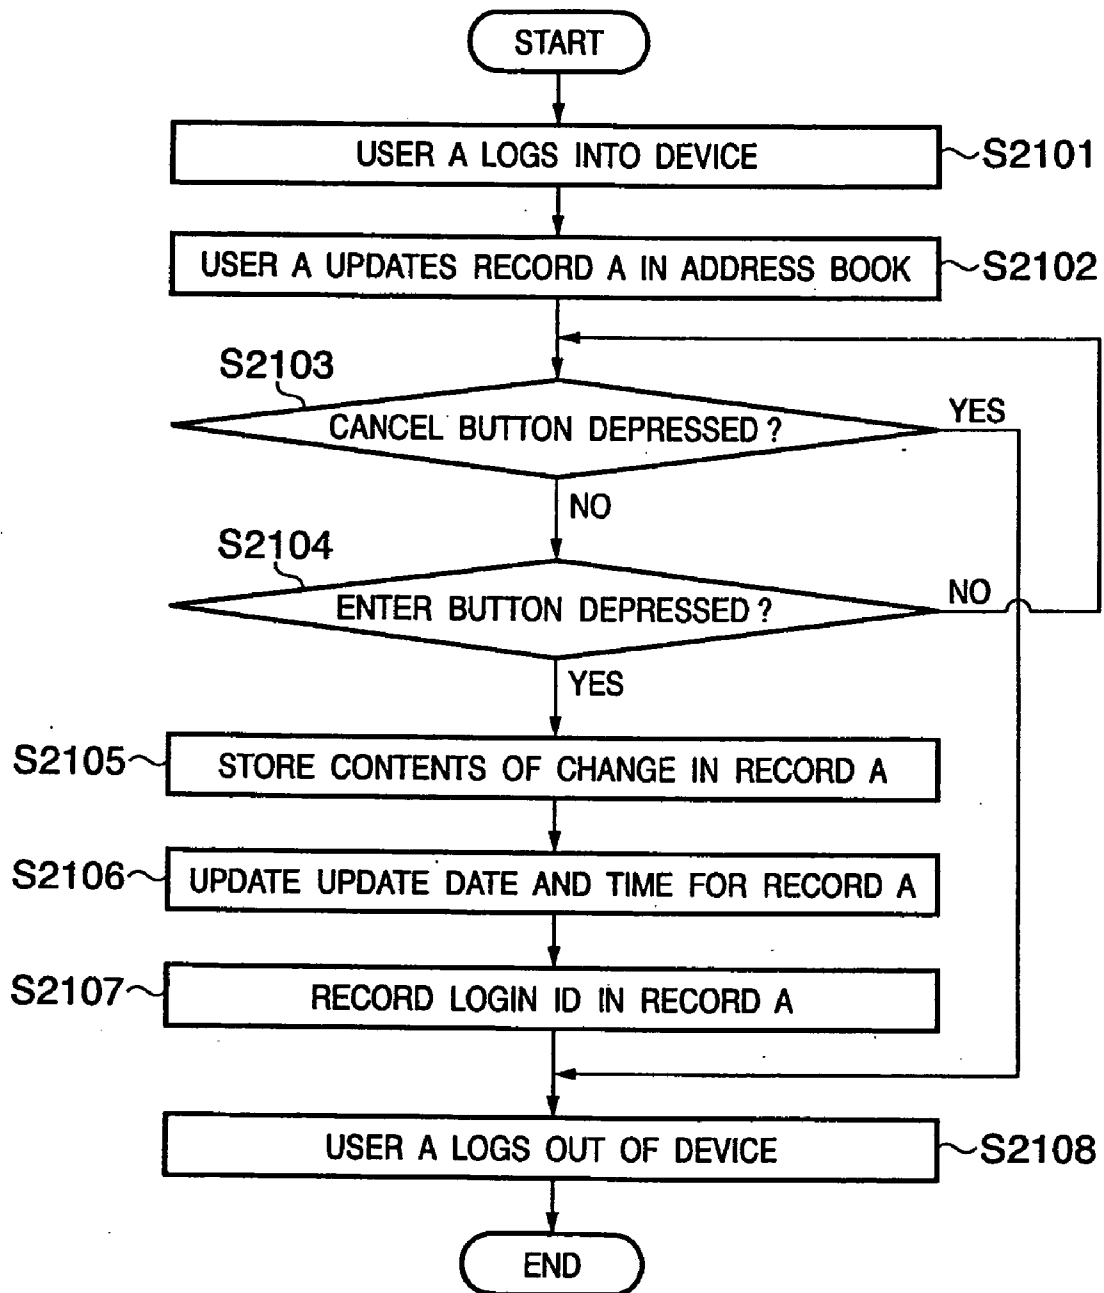 START
USER A LOGS INTO DEVICE
S2101
USER A UPDATES RECORD A IN ADDRESS BOOK
S2102
S2103
CANCEL BUTTON DEPRESSED?
YES
NO
S2104
ENTER BUTTON DEPRESSED?
NO
YES
S2105
STORE CONTENTS OF CHANGE IN RECORD A
S2106
UPDATE UPDATE DATE AND TIME FOR RECORD A
S2107
RECORD LOGIN ID IN RECORD A
USER A LOGS OUT OF DEVICE
S2108
END